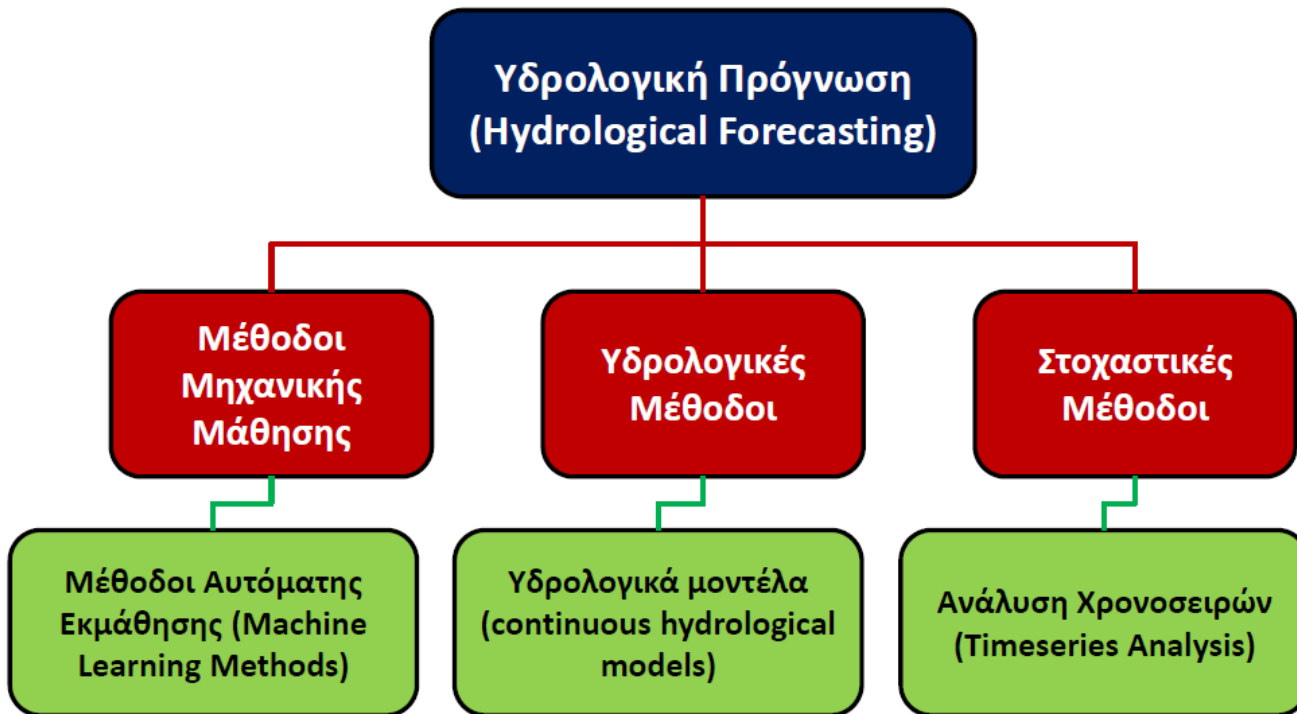 Υδρολογική Πρόγνωση
(Hydrological Forecasting)
Μέθοδοι
Μηχανικής
Μάθησης
Υδρολογικές
Μέθοδοι
Στοχαστικές
Μέθοδοι
Μέθοδοι Αυτόματης
Εκμάθησης (Machine
Learning Methods)
Υδρολογικά μοντέλα
(continuous hydrological
models)
Ανάλυση Χρονοσειρών
(Timeseries Analysis)